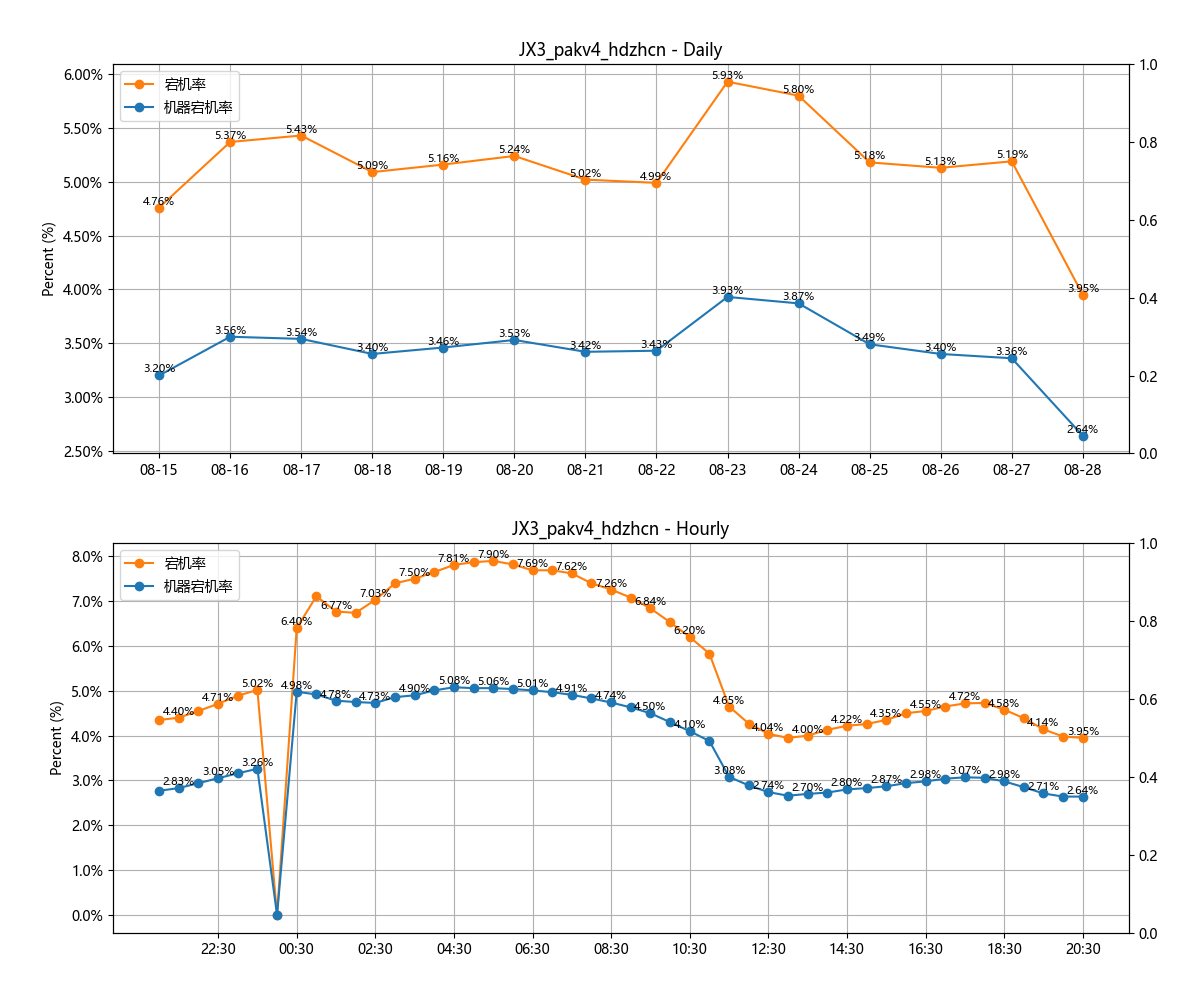 JX3_pakv4_hdzhcn - Daily
宕机率
机器宕机率
Percent (%)
6.00%
5.50%
5.00%
4.50%
4.00%
3.50%
3.00%
2.50%
1.0
0.8
0.6
0.4
0.2
0.0
4.76% 5.37% 5.43% 5.09% 5.16% 5.24% 5.02% 4.99% 5.93% 5.80% 5.18% 5.13% 5.19% 3.95%
3.20% 3.56% 3.54% 3.40% 3.46% 3.53% 3.42% 3.43% 3.93% 3.87% 3.49% 3.40% 3.36% 2.64%
08-15 08-16 08-17 08-18 08-19 08-20 08-21 08-22 08-23 08-24 08-25 08-26 08-27 08-28
JX3_pakv4_hdzhcn - Hourly
宕机率
机器宕机率
Percent (%)
8.0%
7.0%
6.0%
5.0%
4.0%
3.0%
2.0%
1.0%
0.0%
1.0
0.8
0.6
0.4
0.2
0.0
4.40% 4.71% 5.02% 6.40% 6.77% 7.03% 7.50% 7.81% 7.90% 7.69% 7.62% 7.26% 6.84% 6.20% 4.65% 4.04% 4.00% 4.22% 4.35% 4.55% 4.72% 4.58% 4.14% 3.95%
2.83% 3.05% 3.26% 4.98% 4.78% 4.73% 4.90% 5.08% 5.06% 5.01% 4.91% 4.74% 4.50% 4.10% 3.08% 2.74% 2.70% 2.80% 2.87% 2.98% 3.07% 2.98% 2.71% 2.64%
22:30 00:30 02:30 04:30 06:30 08:30 10:30 12:30 14:30 16:30 18:30 20:30